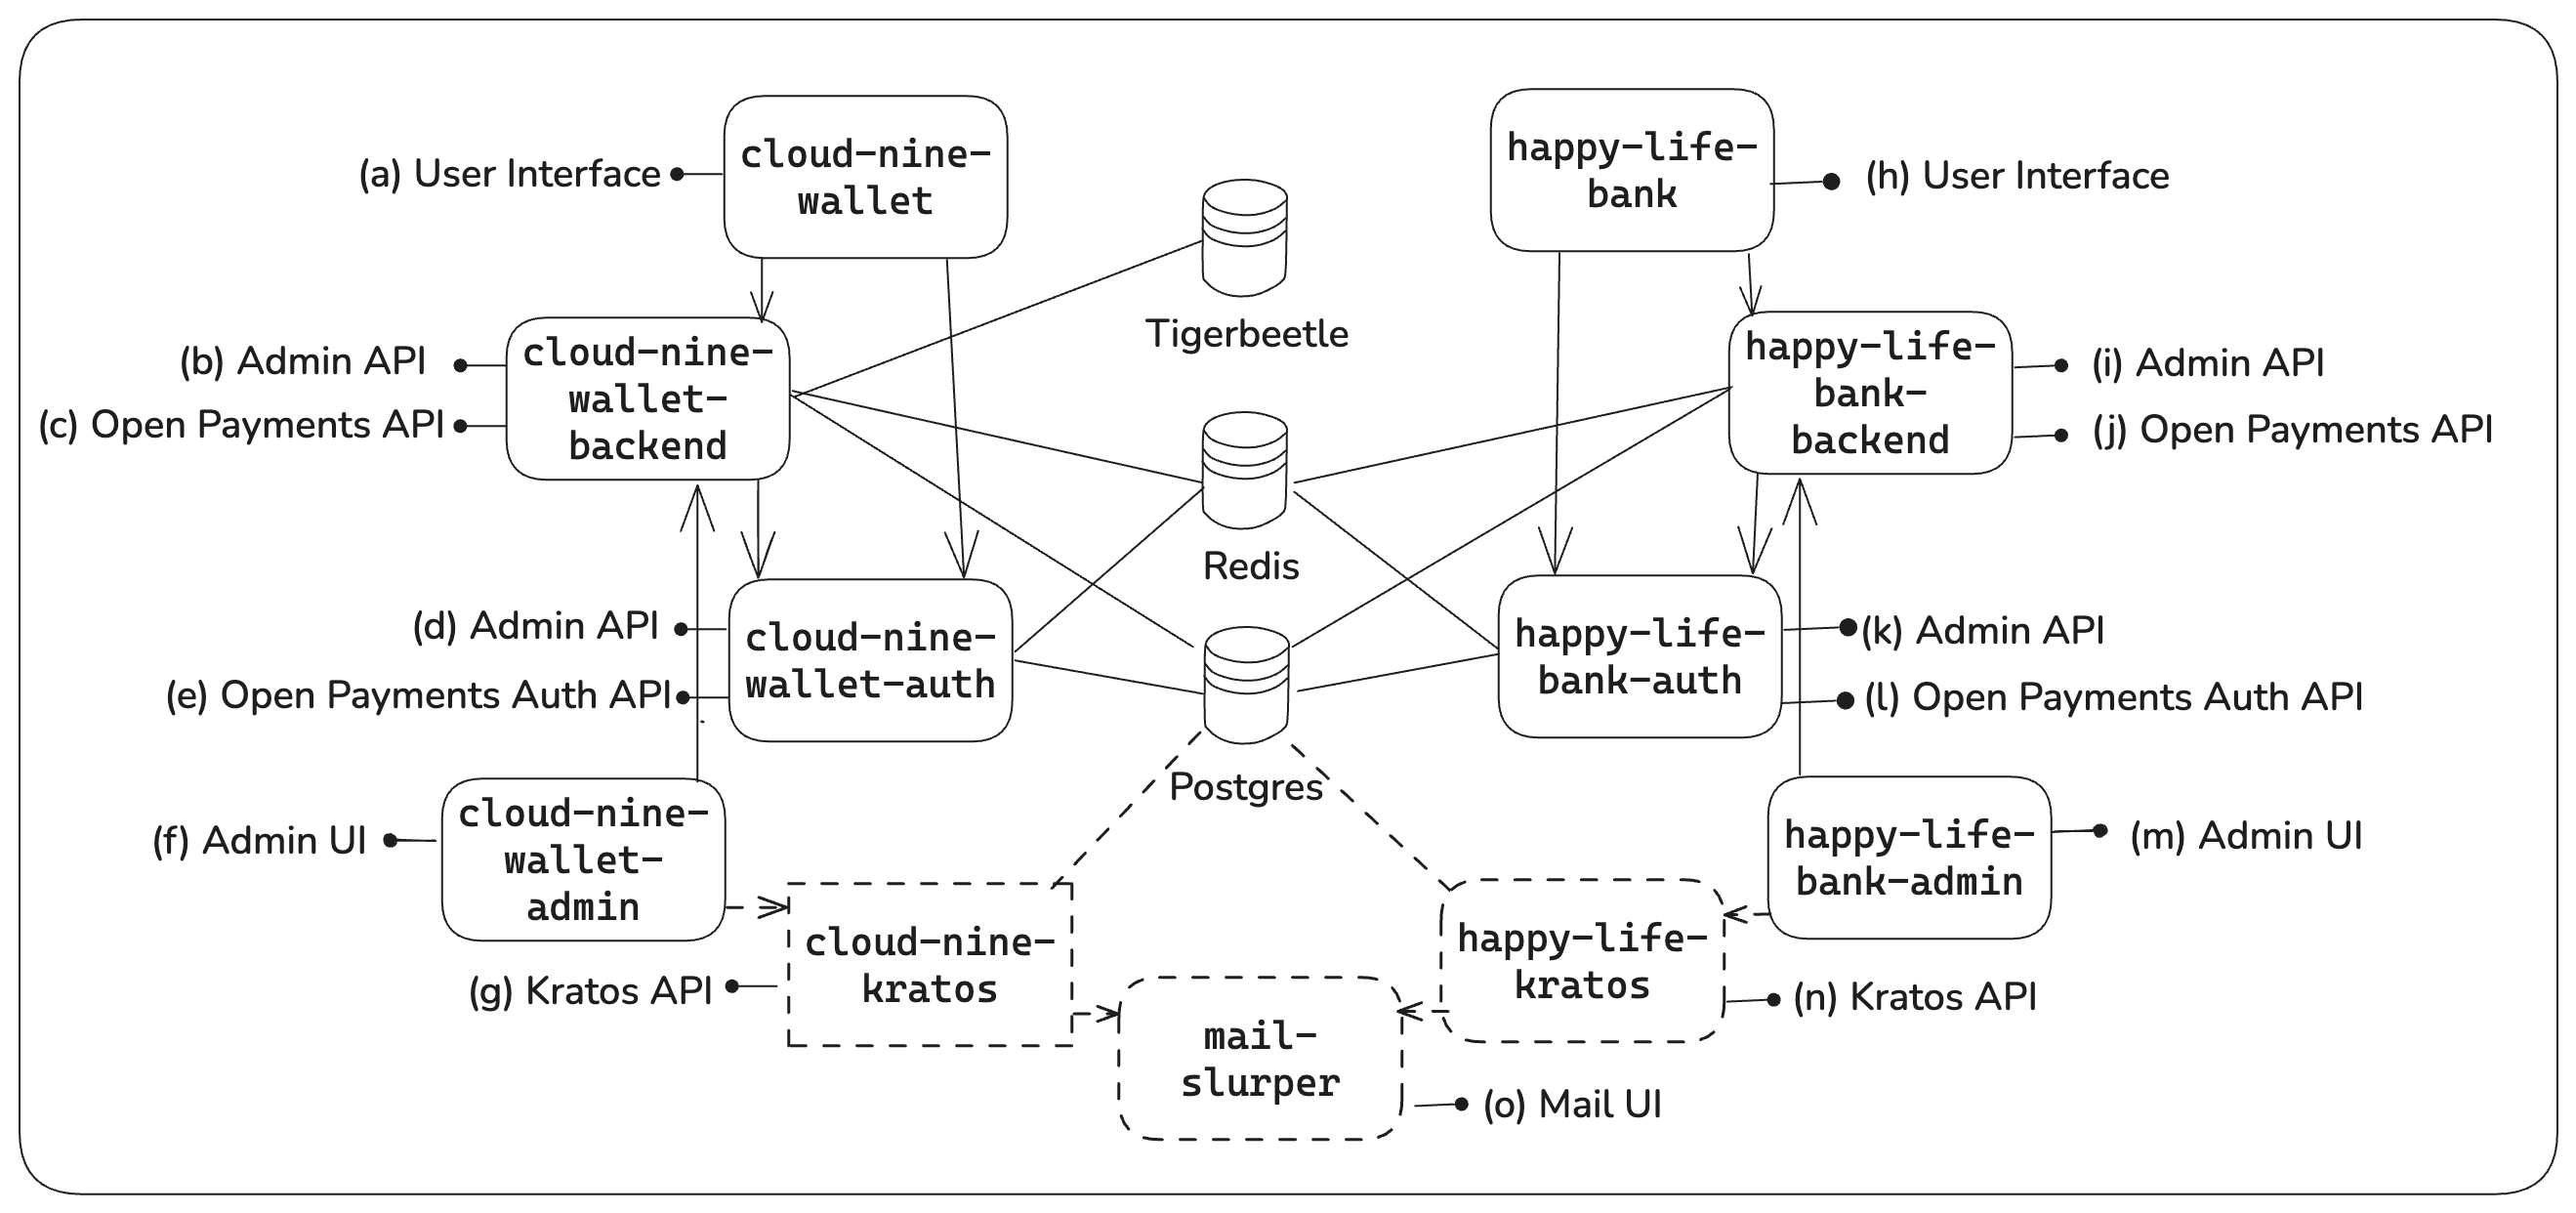 (a) User Interface
cloud-nine-
wallet
happy-life-
bank
(h) User Interface
Tigerbeetle
(b) Admin API
(c) Open Payments API
cloud-nine-
wallet-
backend
happy-life-
bank-
backend
(i) Admin API
(j) Open Payments API
Redis
(d) Admin API
(e) Open Payments Auth API
cloud-nine-
wallet-auth
happy-life-
bank-auth
(k) Admin API
(l) Open Payments Auth API
Postgres
(f) Admin UI
cloud-nine-
wallet-
admin
happy-life-
bank-admin
(m) Admin UI
(g) Kratos API
cloud-nine-
kratos
happy-life-
kratos
(n) Kratos API
mail-
slurper
(o) Mail UI